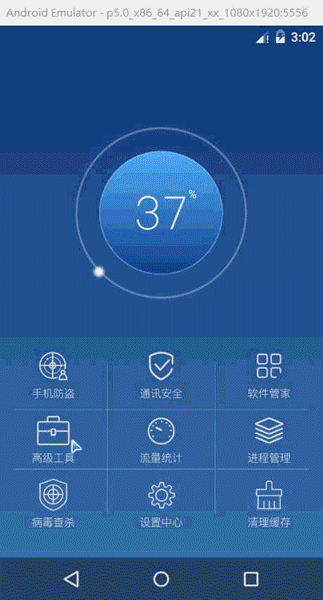 Android Emulator - p5.0_x86_64_api21_xx_1080x1920:5556
3:02
37%
手机防盗 通讯安全 软件管家
高级工具 流量统计 进程管理
病毒查杀 设置中心 清理缓存